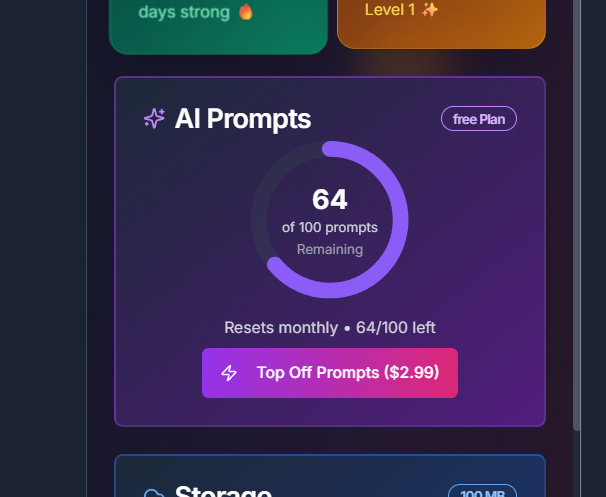 days strong 🔥
Level 1 ✨
AI Prompts
free Plan
64
of 100 prompts
Remaining
Resets monthly • 64/100 left
Top Off Prompts ($2.99)
Storage
100 MB